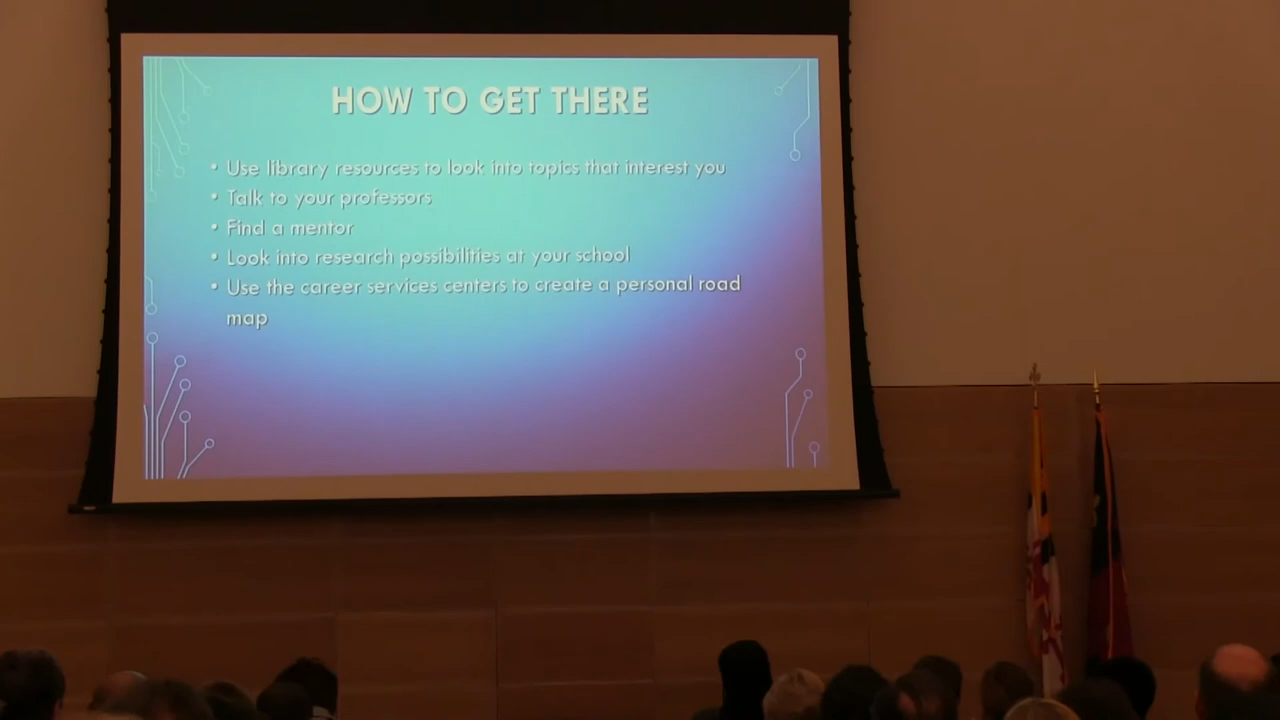 HOW TO GET THERE
• Use library resources to look into topics that interest you
• Talk to your professors
• Find a mentor
• Look into research possibilities at your school
• Use the career services centers to create a personal road
map